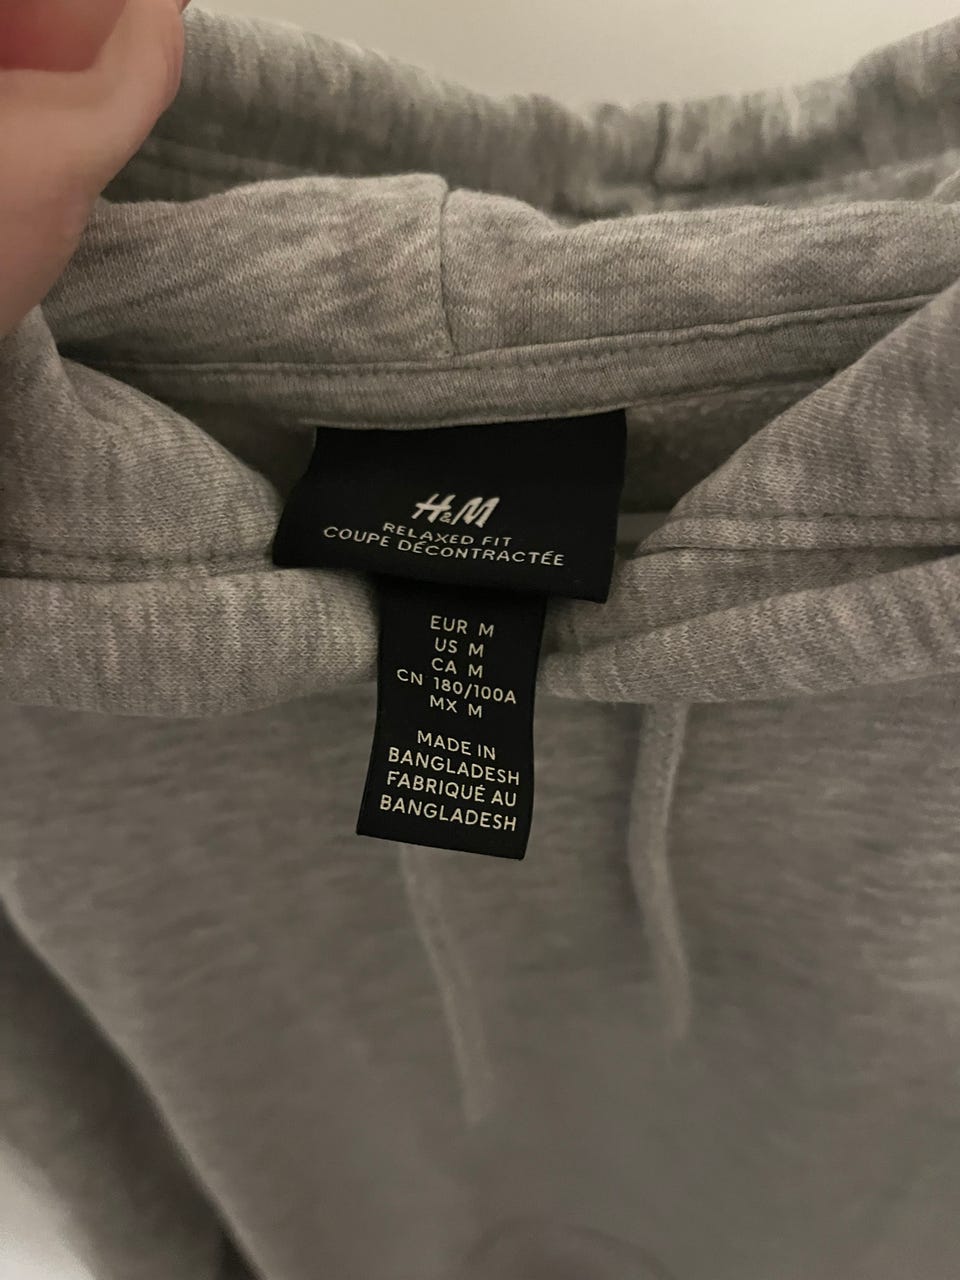 H&M
RELAXED FIT
COUPE DÉCONTRACTÉE
EUR M
US M
CA M
CN 180/100A
MX M
MADE IN
BANGLADESH
FABRIQUÉ AU
BANGLADESH